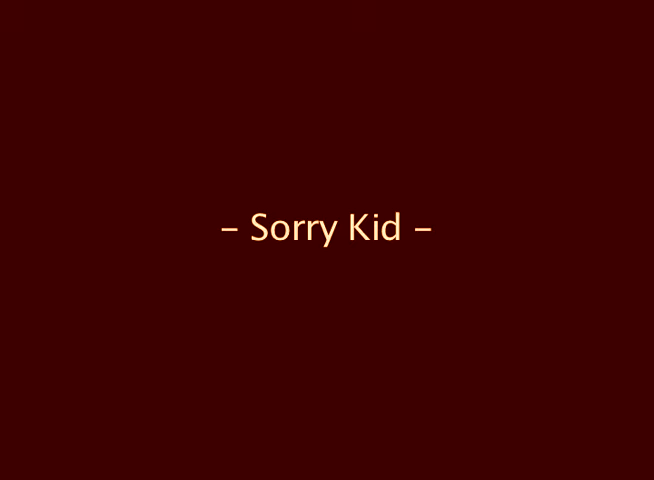 – Sorry Kid –